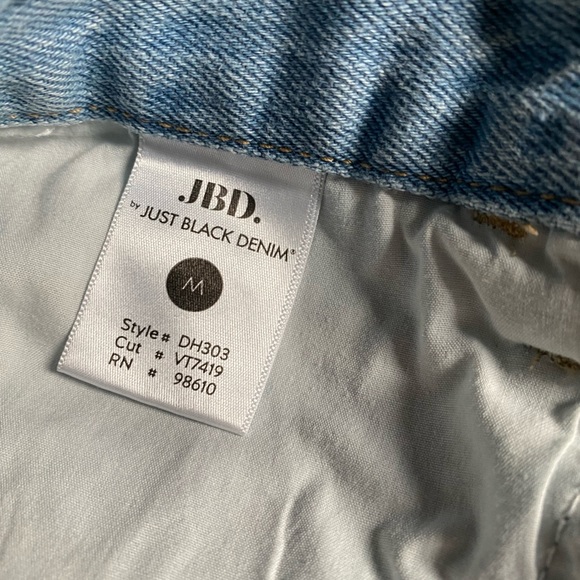 JBD.
by JUST BLACK DENIM®
M
Style# DH303
Cut # VT7419
RN # 98610